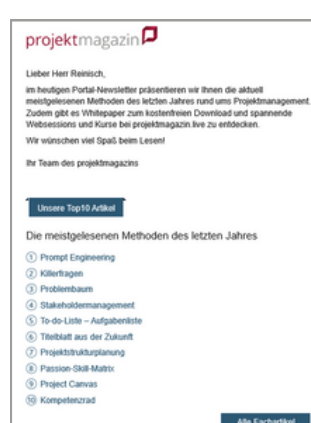 projektmagazin
Lieber Herr Reinisch,
im heutigen Portal-Newsletter präsentieren wir Ihnen die aktuell
meistgelesenen Methoden des letzten Jahres rund ums Projektmanagement.
Zudem gibt es Whitepaper zum kostenfreien Download und spannende
Websessions und Kurse bei projektmagazin.live zu entdecken.
Wir wünschen viel Spaß beim Lesen!
Ihr Team des projektmagazins
Unsere Top10 Artikel
Die meistgelesenen Methoden des letzten Jahres
1 Prompt Engineering
2 Killerfragen
3 Problembaum
4 Stakeholdermanagement
5 To-do-Liste – Aufgabenliste
6 Titelblatt aus der Zukunft
7 Projektstrukturplanung
8 Passion-Skill-Matrix
9 Project Canvas
10 Kompetenzrad
Alle Fachartikel